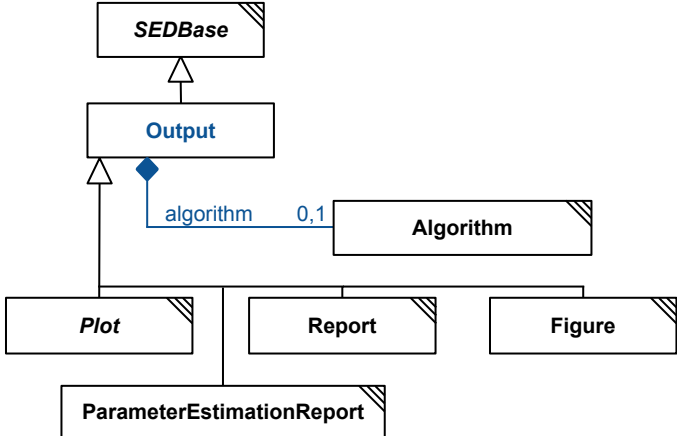 SEDBase
Output
algorithm 0,1
Algorithm
Plot
Report
Figure
ParameterEstimationReport